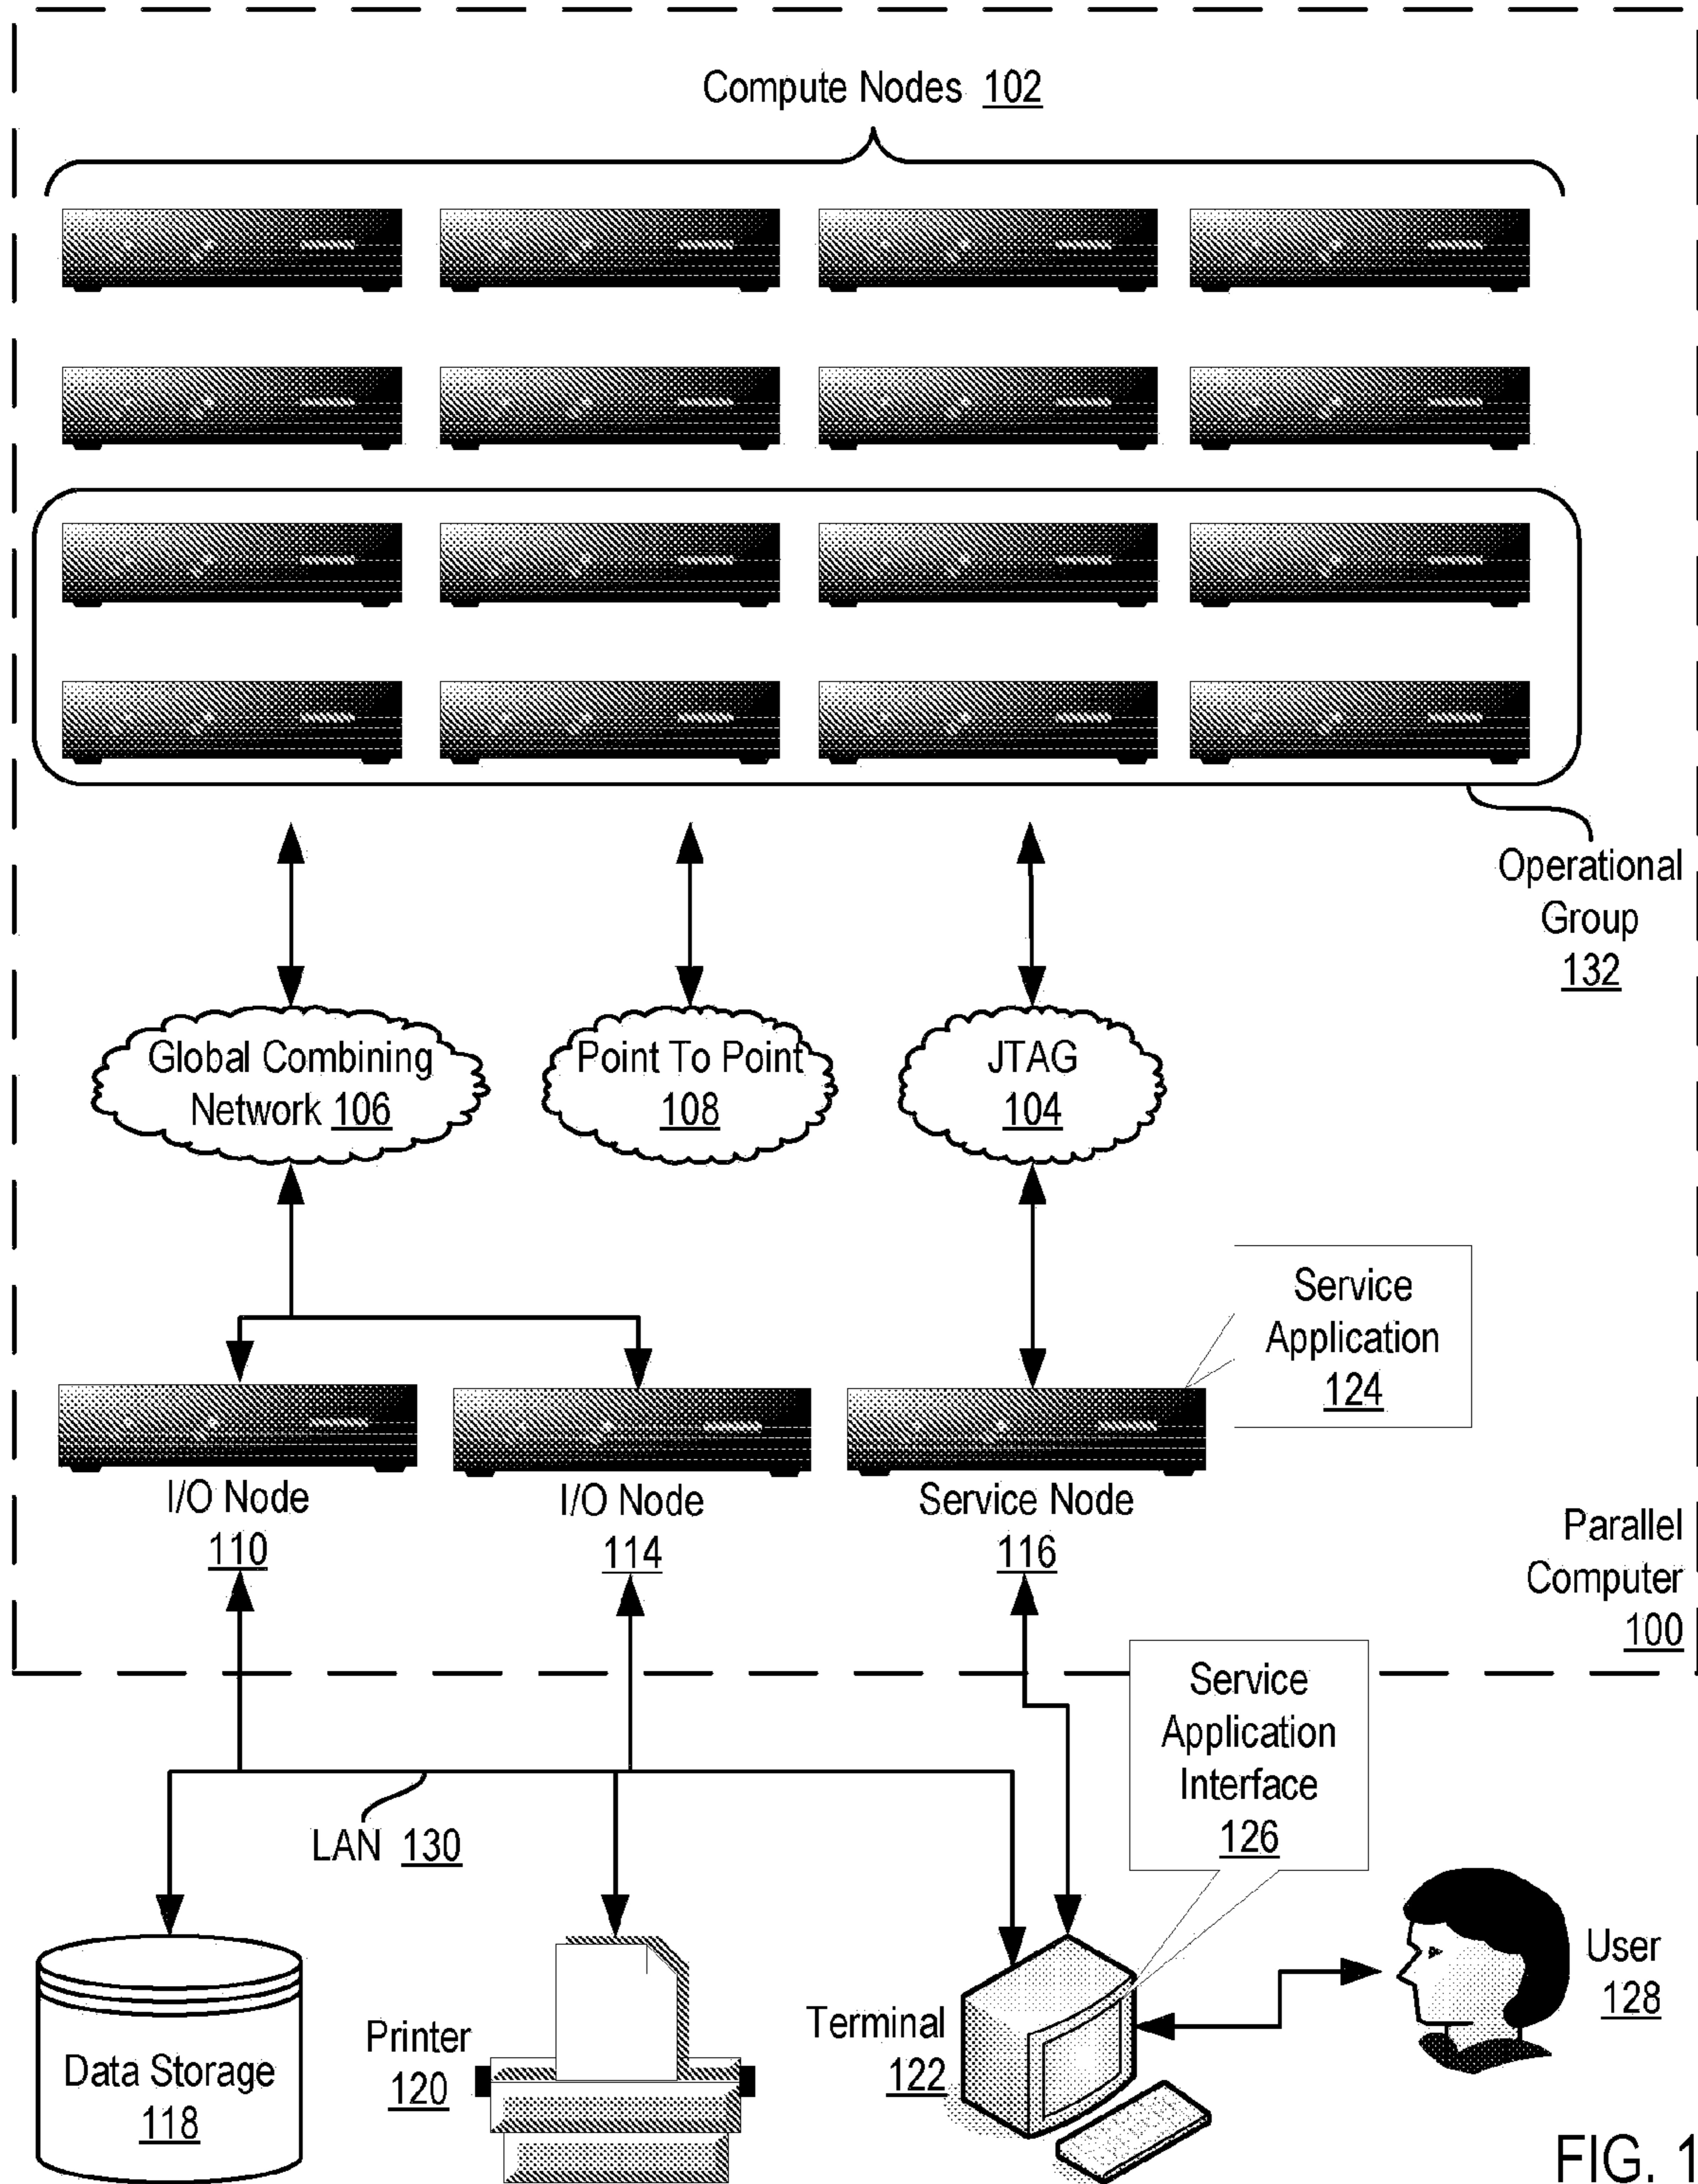 Compute Nodes 102
Operational
Group
132
Global Combining
Network 106
Point To Point
108
JTAG
104
Service
Application
124
I/O Node
110
I/O Node
114
Service Node
116
Parallel
Computer
100
Service
Application
Interface
126
LAN 130
Data Storage
118
Printer
120
Terminal
122
User
128
FIG. 1